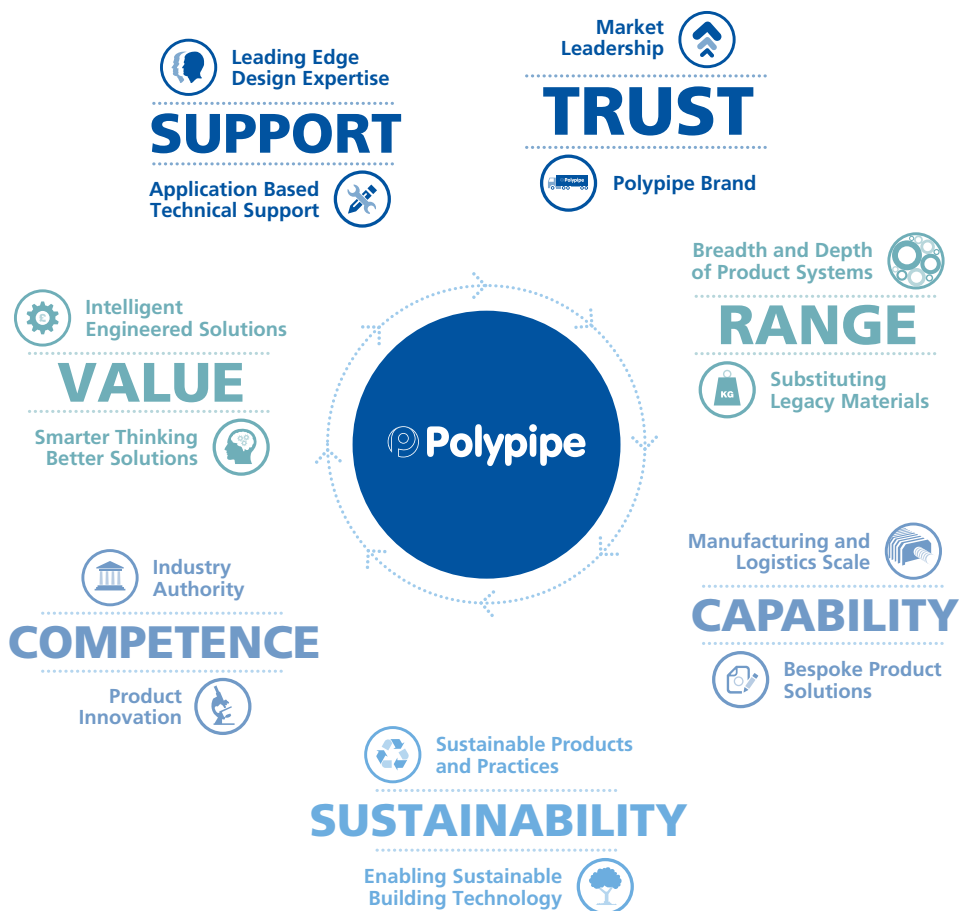 Leading Edge
Design Expertise
SUPPORT
Application Based
Technical Support
Market
Leadership
TRUST
Polypipe
Polypipe Brand
Breadth and Depth
of Product Systems
RANGE
KG
Substituting
Legacy Materials
£
Intelligent
Engineered Solutions
VALUE
Smarter Thinking
Better Solutions
Polypipe
Industry
Authority
COMPETENCE
Product
Innovation
Manufacturing and
Logistics Scale
CAPABILITY
Bespoke Product
Solutions
Sustainable Products
and Practices
SUSTAINABILITY
Enabling Sustainable
Building Technology